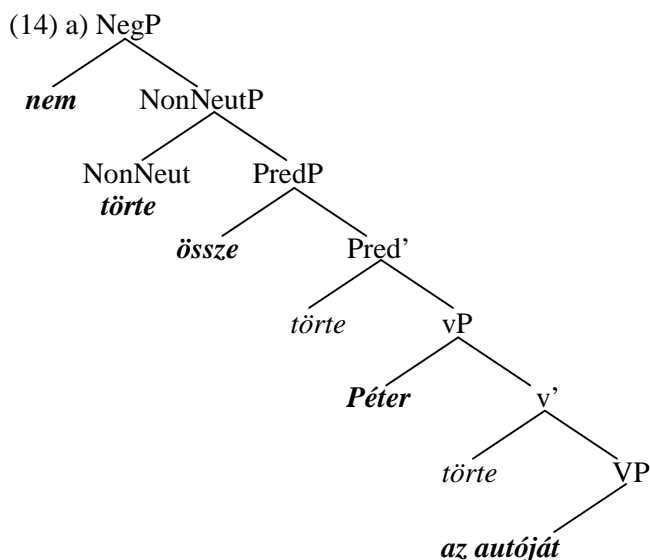 (14) a) NegP
nem NonNeutP
NonNeut PredP
törte
össze Pred’
törte vP
Péter v’
törte VP
az autóját